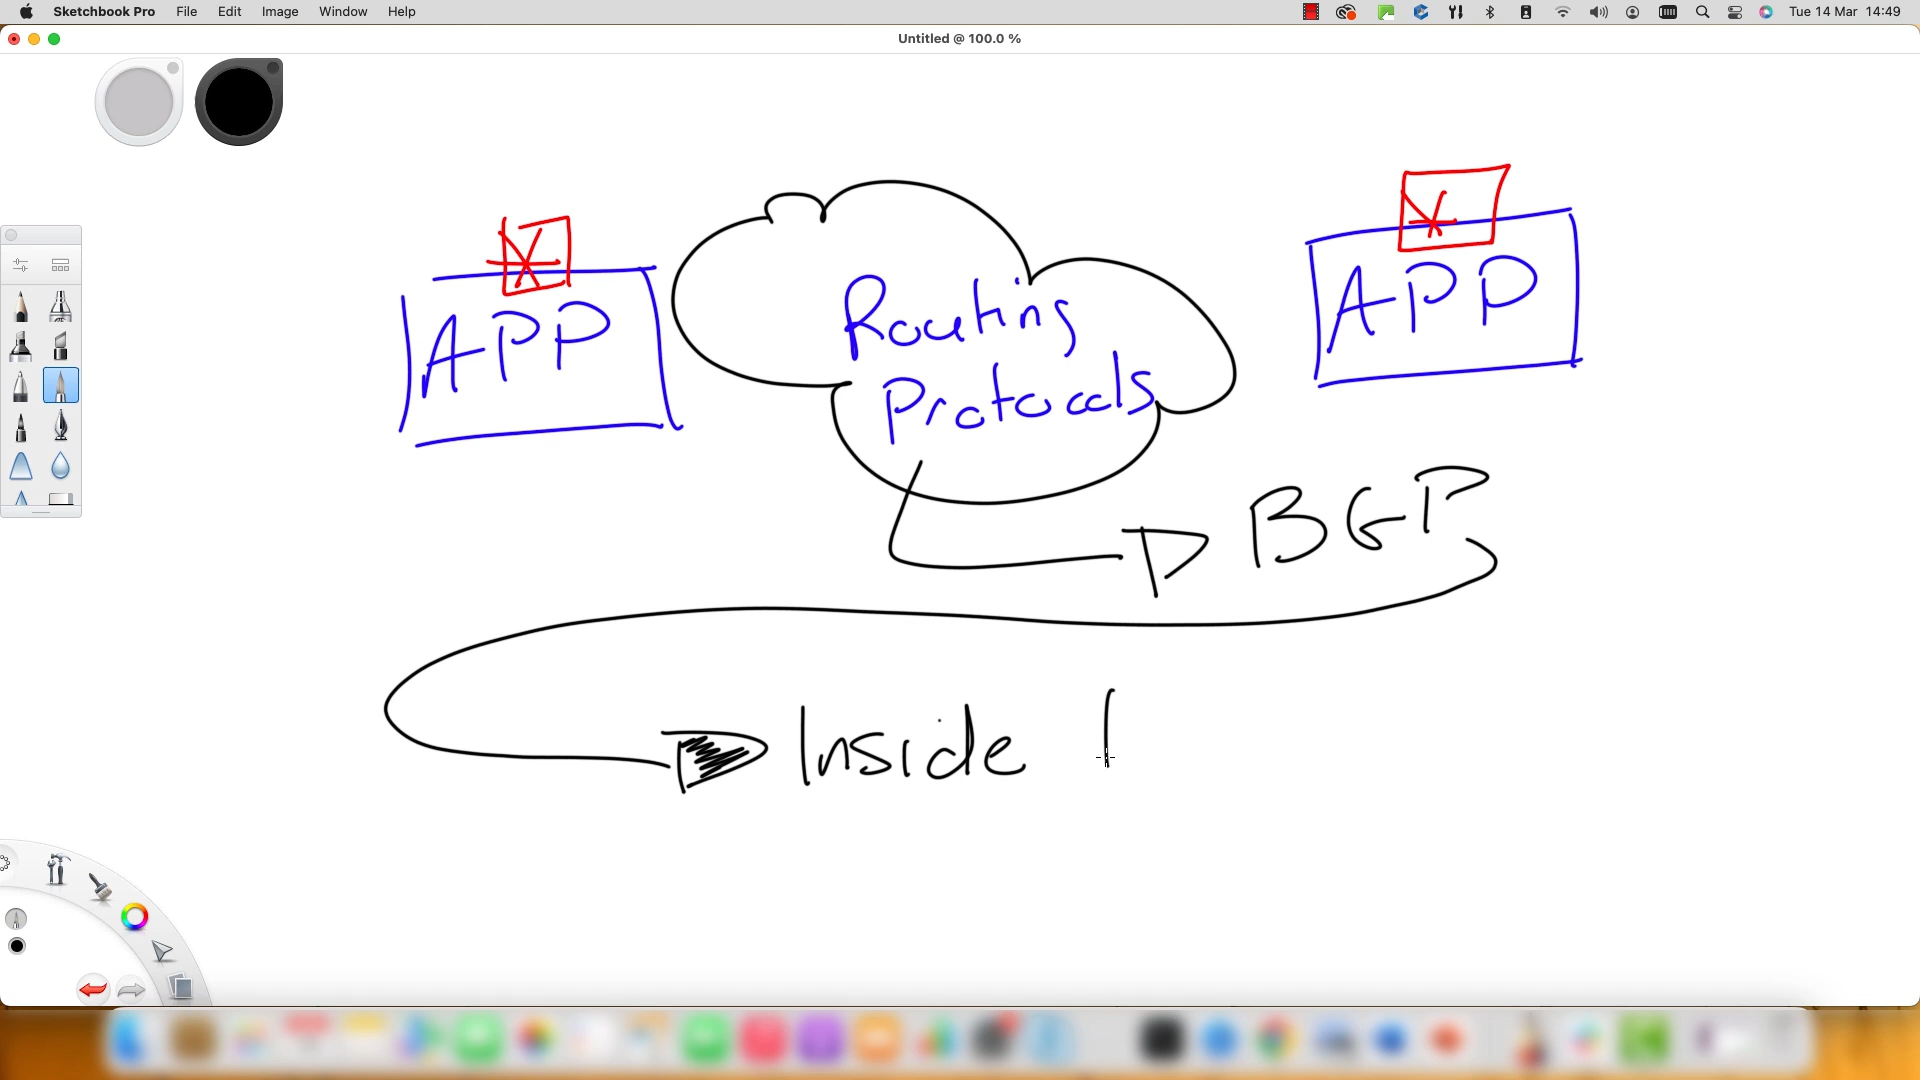 Sketchbook Pro File Edit Image Window Help Tue 14 Mar 14:49
Untitled @ 100.0 %
APP
Routing
Protocols
APP
BGP
Inside